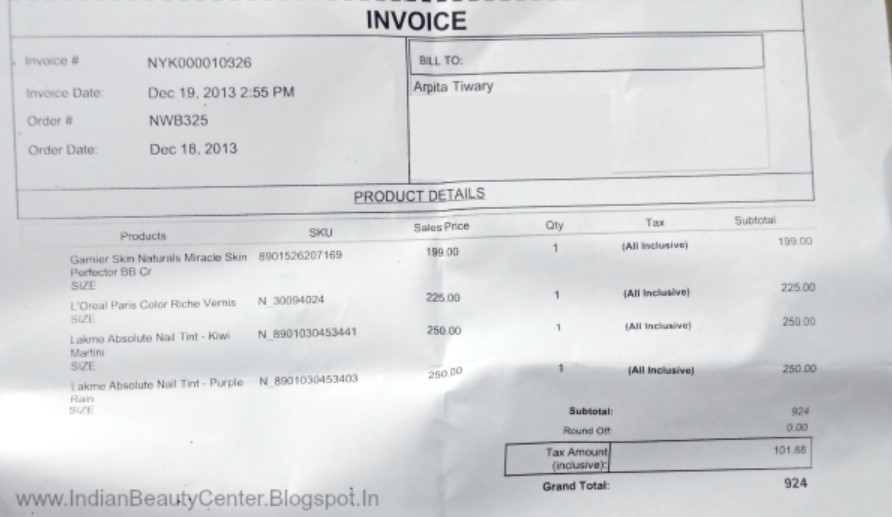 INVOICE
Invoice # NYK000010326
Invoice Date: Dec 19, 2013 2:55 PM
Order # NWB325
Order Date: Dec 18, 2013
BILL TO:
Arpita Tiwary
PRODUCT DETAILS
Products SKU Sales Price Qty Tax Subtotal
Garnier Skin Naturals Miracle Skin 8901526207169 199.00 1 (All Inclusive) 199.00
Perfector BB Cr
SIZE
L'Oreal Paris Color Riche Vernis N_30094024 225.00 1 (All Inclusive) 225.00
SIZE
Lakme Absolute Nail Tint - Kiwi N_8901030453441 250.00 1 (All Inclusive) 250.00
Martini
SIZE
Lakme Absolute Nail Tint - Purple N_8901030453403 250.00 1 (All Inclusive) 250.00
Rain
SIZE
Subtotal: 924
Round Off: 0.00
Tax Amount 101.88
(inclusive):
Grand Total: 924
www.IndianBeautyCenter.Blogspot.In